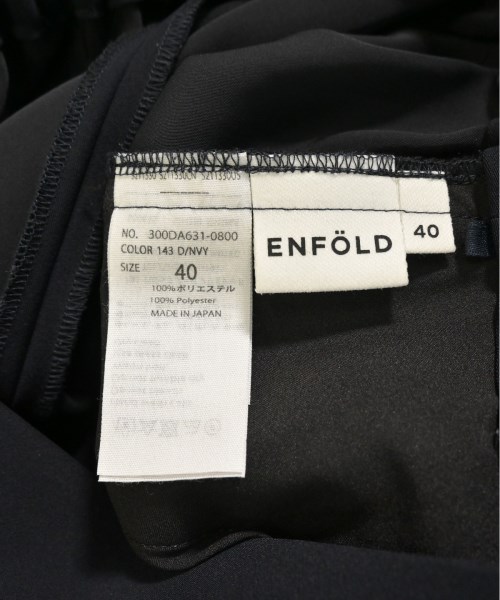 NO. 300DA631-0800
COLOR 143 D/NVY
SIZE 40
100%ポリエステル
100% Polyester
MADE IN JAPAN
ENFÖLD
40